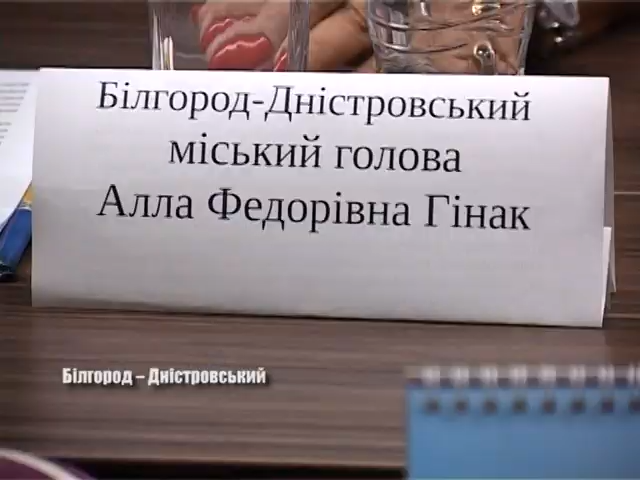 Білгород-Дністровський
міський голова
Алла Федорівна Гінак
Білгород – Дністровський